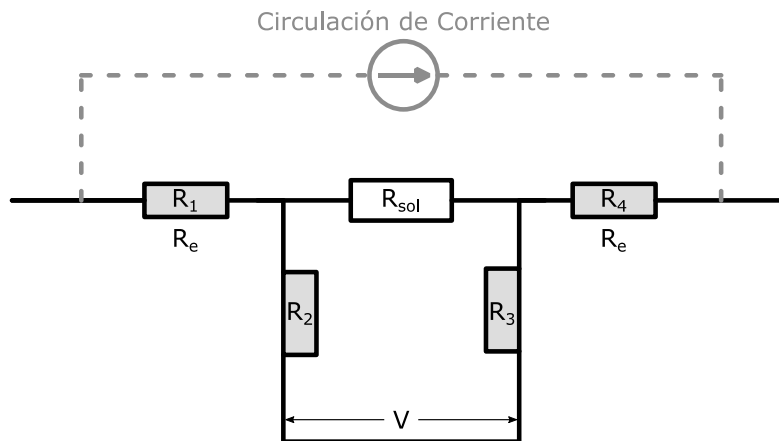 Circulación de Corriente
R1
Rsol
R4
Re
Re
R2
R3
V